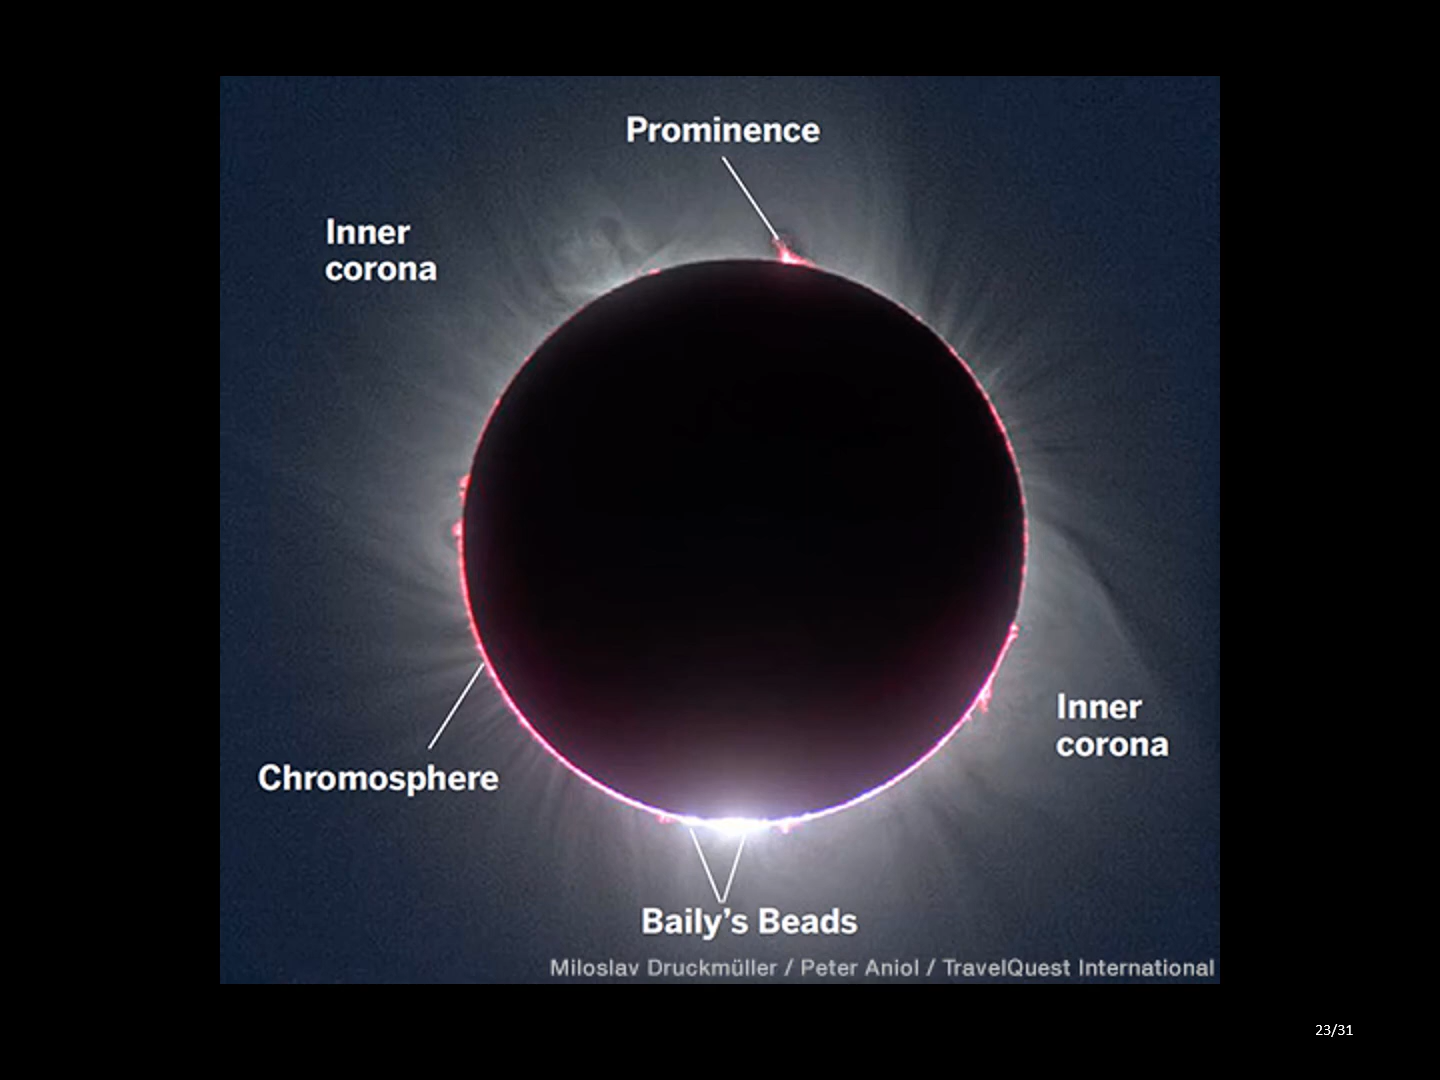 Prominence
Inner
corona
Inner
corona
Chromosphere
Baily's Beads
Miloslav Druckmüller / Peter Aniol / TravelQuest International
23/31